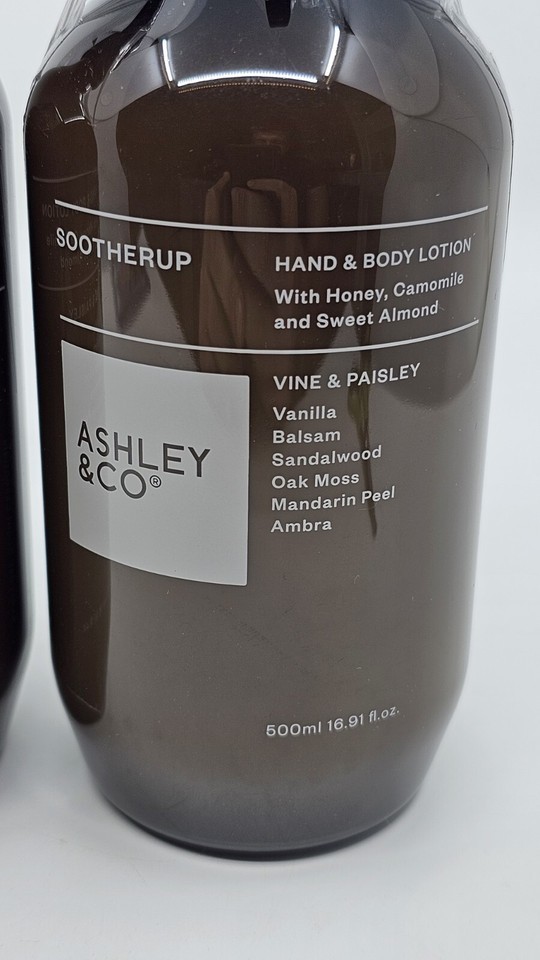 SOOTHERUP
HAND & BODY LOTION
With Honey, Camomile
and Sweet Almond
ASHLEY
&CO®
VINE & PAISLEY
Vanilla
Balsam
Sandalwood
Oak Moss
Mandarin Peel
Ambra
500ml 16.91 fl.oz.